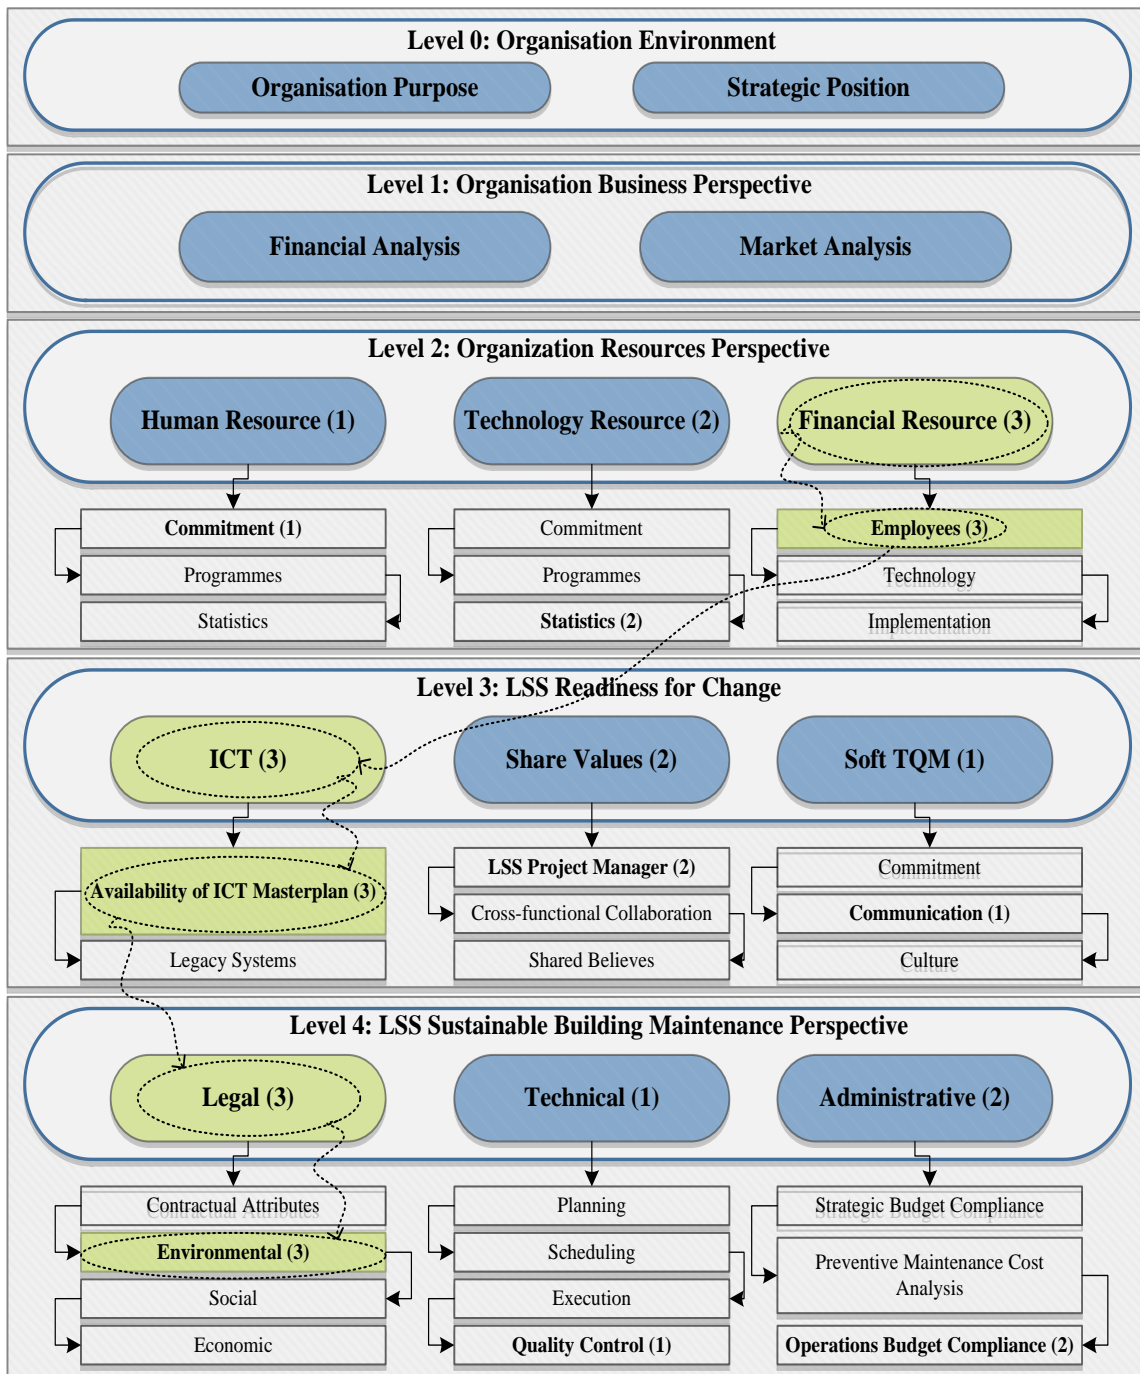 Level 0: Organisation Environment
Organisation Purpose
Strategic Position
Level 1: Organisation Business Perspective
Financial Analysis
Market Analysis
Level 2: Organization Resources Perspective
Human Resource (1)
Technology Resource (2)
Financial Resource (3)
Commitment (1)
Programmes
Statistics
Commitment
Programmes
Statistics (2)
Employees (3)
Technology
Implementation
Level 3: LSS Readiness for Change
ICT (3)
Share Values (2)
Soft TQM (1)
Availability of ICT Masterplan (3)
Legacy Systems
LSS Project Manager (2)
Cross-functional Collaboration
Shared Believes
Commitment
Communication (1)
Culture
Level 4: LSS Sustainable Building Maintenance Perspective
Legal (3)
Technical (1)
Administrative (2)
Contractual Attributes
Environmental (3)
Social
Economic
Planning
Scheduling
Execution
Quality Control (1)
Strategic Budget Compliance
Preventive Maintenance Cost
Analysis
Operations Budget Compliance (2)